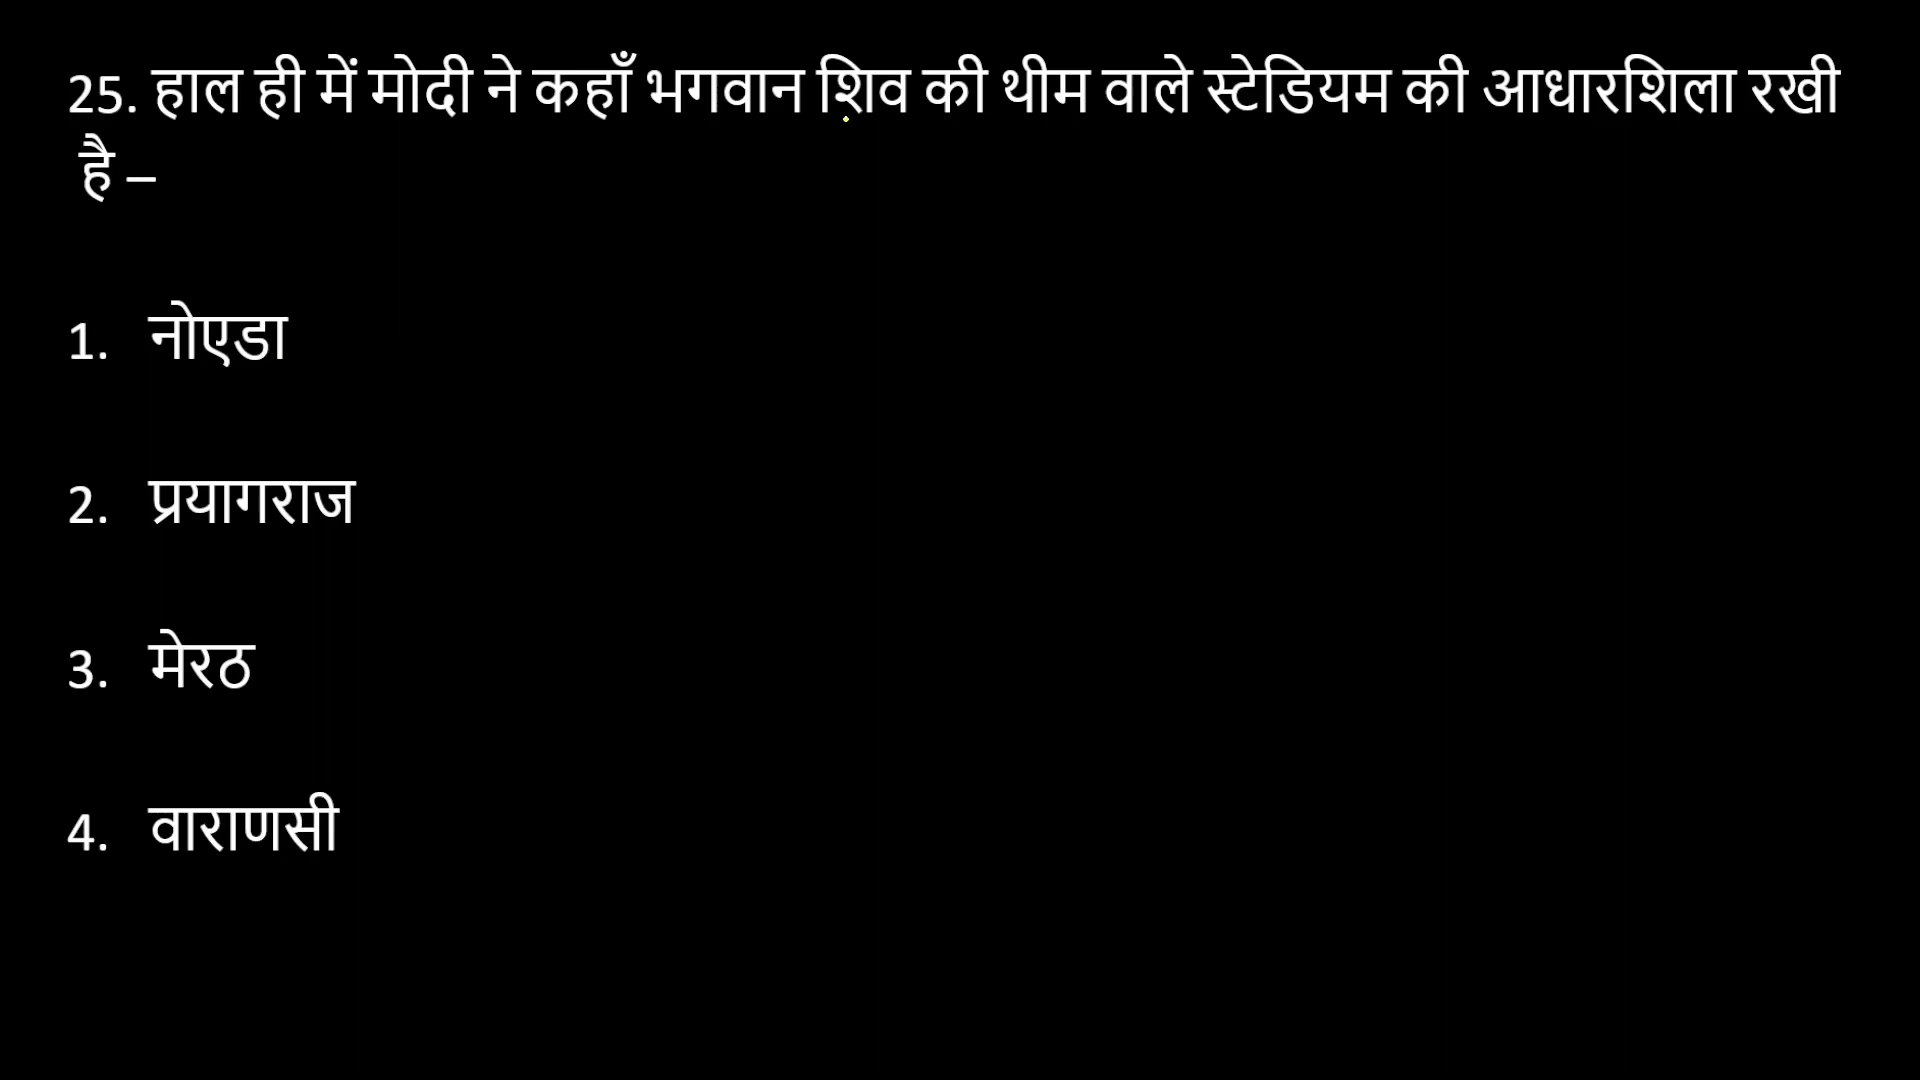 25. हाल ही में मोदी ने कहाँ भगवान शिव की थीम वाले स्टेडियम की आधारशिला रखी
है –
1. नोएडा
2. प्रयागराज
3. मेरठ
4. वाराणसी